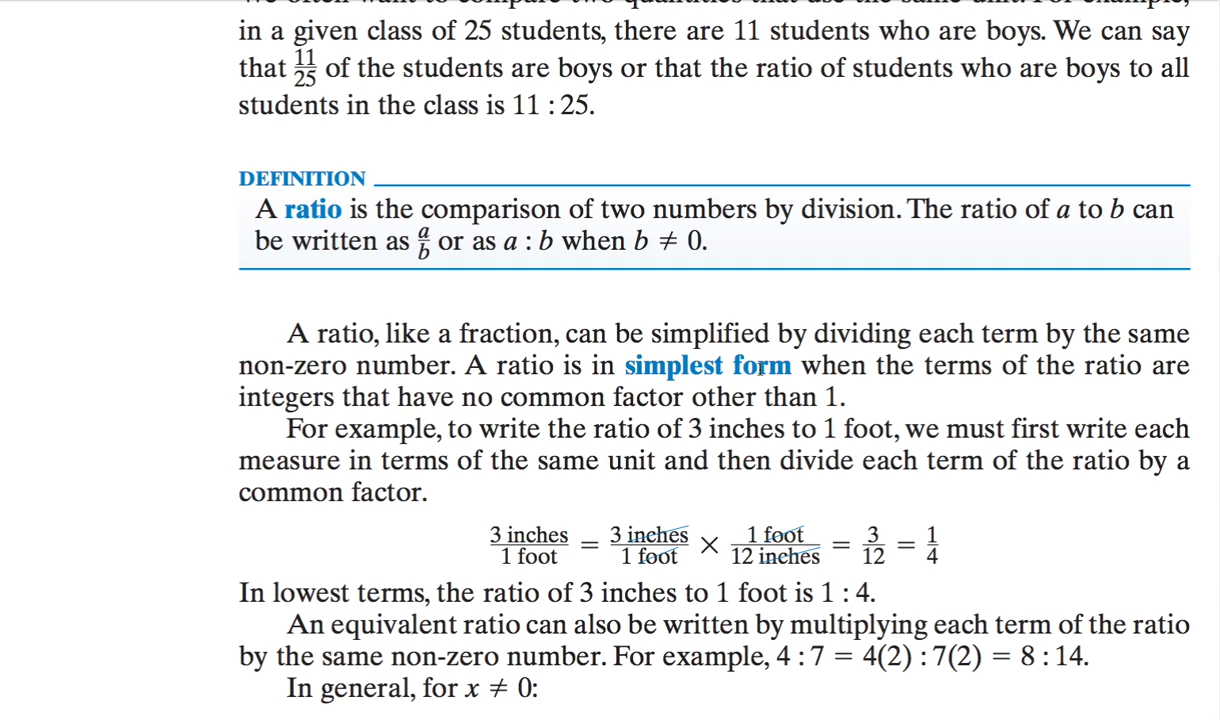 in a given class of 25 students, there are 11 students who are boys. We can say
that 11/25 of the students are boys or that the ratio of students who are boys to all
students in the class is 11 : 25.
DEFINITION
A ratio is the comparison of two numbers by division. The ratio of a to b can
be written as a/b or as a : b when b ≠ 0.
A ratio, like a fraction, can be simplified by dividing each term by the same
non-zero number. A ratio is in simplest form when the terms of the ratio are
integers that have no common factor other than 1.
For example, to write the ratio of 3 inches to 1 foot, we must first write each
measure in terms of the same unit and then divide each term of the ratio by a
common factor.
3 inches/1 foot = 3 inches/1 foot × 1 foot/12 inches = 3/12 = 1/4
In lowest terms, the ratio of 3 inches to 1 foot is 1 : 4.
An equivalent ratio can also be written by multiplying each term of the ratio
by the same non-zero number. For example, 4 : 7 = 4(2) : 7(2) = 8 : 14.
In general, for x ≠ 0: